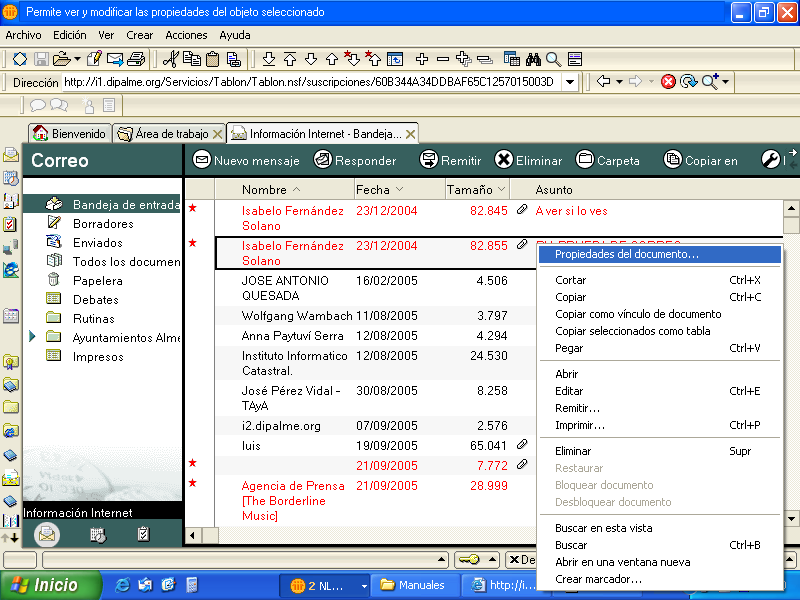 Permite ver y modificar las propiedades del objeto seleccionado
Archivo Edición Ver Crear Acciones Ayuda
Dirección http://i1.dipalme.org/Servicios/Tablon/Tablon.nsf/suscripciones/60B344A34DDBAF65C1257015003D
Bienvenido Área de trabajo Información Internet - Bandeja...
Correo
Nuevo mensaje Responder Remitir Eliminar Carpeta Copiar en
Nombre Fecha Tamaño Asunto
Bandeja de entrada
Borradores
Enviados
Todos los documen
Papelera
Debates
Rutinas
Ayuntamientos Alme
Impresos
Información Internet
Isabelo Fernández Solano 23/12/2004 82.845 A ver si lo ves
Isabelo Fernández Solano 23/12/2004 82.855
JOSE ANTONIO QUESADA 16/02/2005 4.506
Wolfgang Wambach 11/08/2005 3.797
Anna Paytuví Serra 12/08/2005 4.294
Instituto Informatico Catastral. 12/08/2005 24.530
José Pérez Vidal - TAyA 30/08/2005 8.258
i2.dipalme.org 07/09/2005 2.576
luis 19/09/2005 65.041
21/09/2005 7.772
Agencia de Prensa [The Borderline Music] 21/09/2005 28.999
Propiedades del documento...
Cortar Ctrl+X
Copiar Ctrl+C
Copiar como vínculo de documento
Copiar seleccionados como tabla
Pegar Ctrl+V
Abrir
Editar Ctrl+E
Remitir...
Imprimir... Ctrl+P
Eliminar Supr
Restaurar
Bloquear documento
Desbloquear documento
Buscar en esta vista
Buscar Ctrl+B
Abrir en una ventana nueva
Crear marcador...
De
Inicio 2 NL... Manuales http://i...